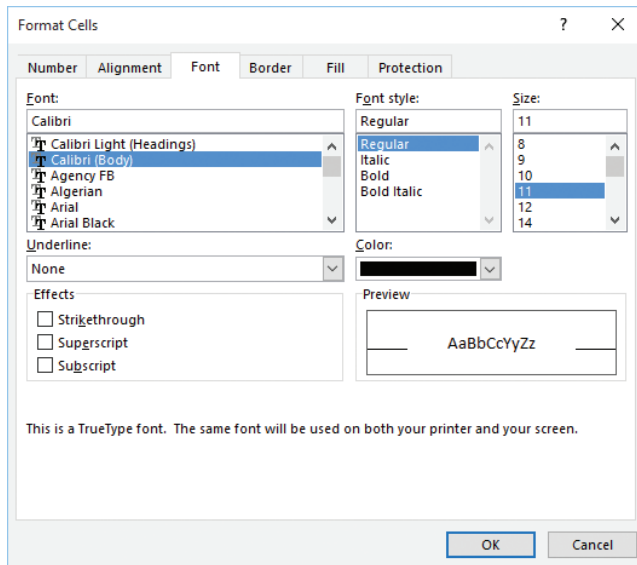 Format Cells ?
Number Alignment Font Border Fill Protection
Font: Font style: Size:
Calibri Regular 11
Calibri Light (Headings) Regular 8
Calibri (Body) Italic 9
Agency FB Bold 10
Algerian Bold Italic 11
Arial 12
Arial Black 14
Underline: Color:
None
Effects Preview
Strikethrough
Superscript AaBbCcYyZz
Subscript
This is a TrueType font. The same font will be used on both your printer and your screen.
OK Cancel